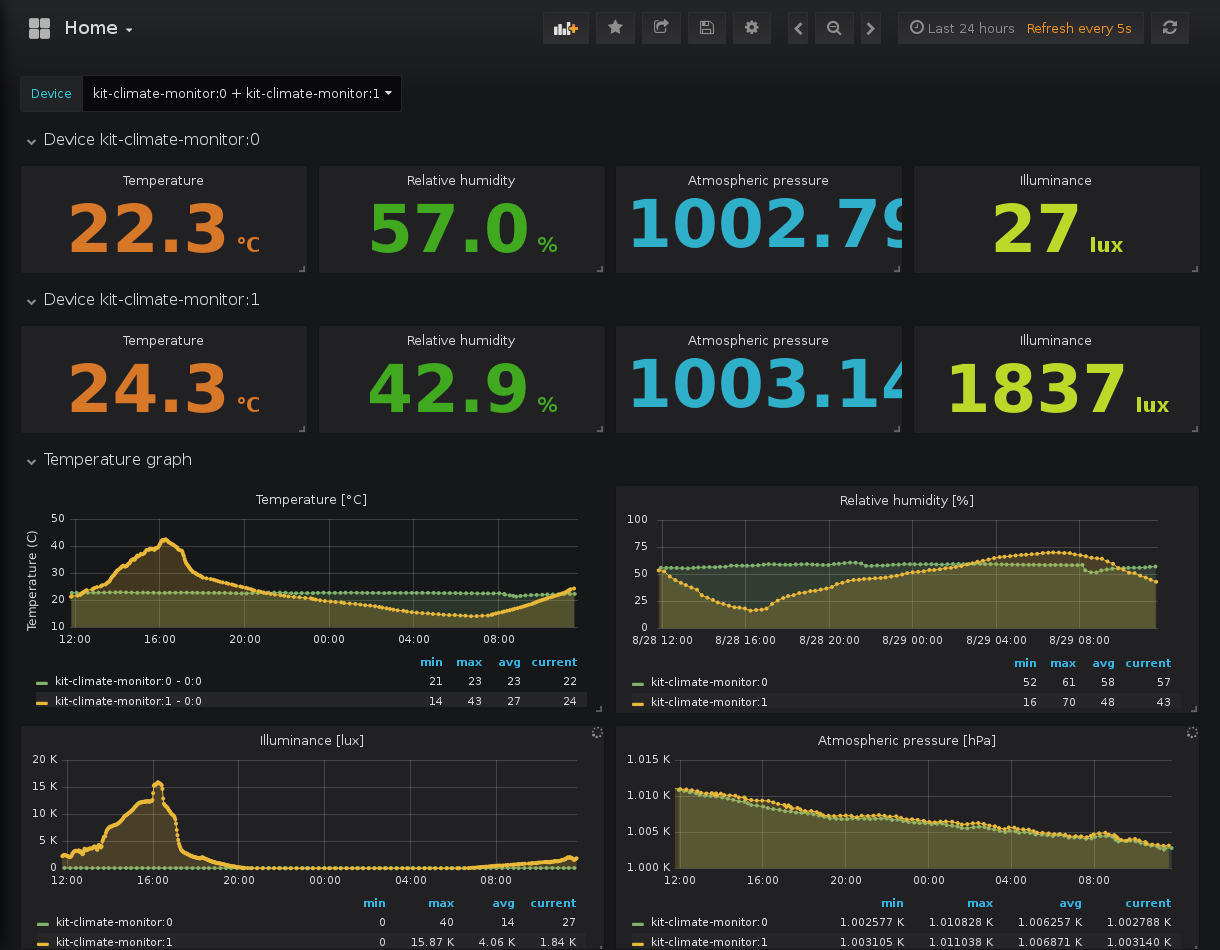 Home
Last 24 hours Refresh every 5s
Device kit-climate-monitor:0 + kit-climate-monitor:1
Device kit-climate-monitor:0
Temperature Relative humidity Atmospheric pressure Illuminance
22.3 °C 57.0 % 1002.79 27 lux
Device kit-climate-monitor:1
Temperature Relative humidity Atmospheric pressure Illuminance
24.3 °C 42.9 % 1003.14 1837 lux
Temperature graph
Temperature [°C]
Temperature (C)
50
40
30
20
10
12:00 16:00 20:00 00:00 04:00 08:00
min max avg current
kit-climate-monitor:0 - 0:0 21 23 23 22
kit-climate-monitor:1 - 0:0 14 43 27 24
Relative humidity [%]
100
75
50
25
0
8/28 12:00 8/28 16:00 8/28 20:00 8/29 00:00 8/29 04:00 8/29 08:00
min max avg current
kit-climate-monitor:0 52 61 58 57
kit-climate-monitor:1 16 70 48 43
Illuminance [lux]
20 K
15 K
10 K
5 K
0
12:00 16:00 20:00 00:00 04:00 08:00
min max avg current
kit-climate-monitor:0 0 40 14 27
kit-climate-monitor:1 0 15.87 K 4.06 K 1.84 K
Atmospheric pressure [hPa]
1.015 K
1.010 K
1.005 K
1.000 K
12:00 16:00 20:00 00:00 04:00 08:00
min max avg current
kit-climate-monitor:0 1.002577 K 1.010828 K 1.006257 K 1.002788 K
kit-climate-monitor:1 1.003105 K 1.011038 K 1.006871 K 1.003140 K